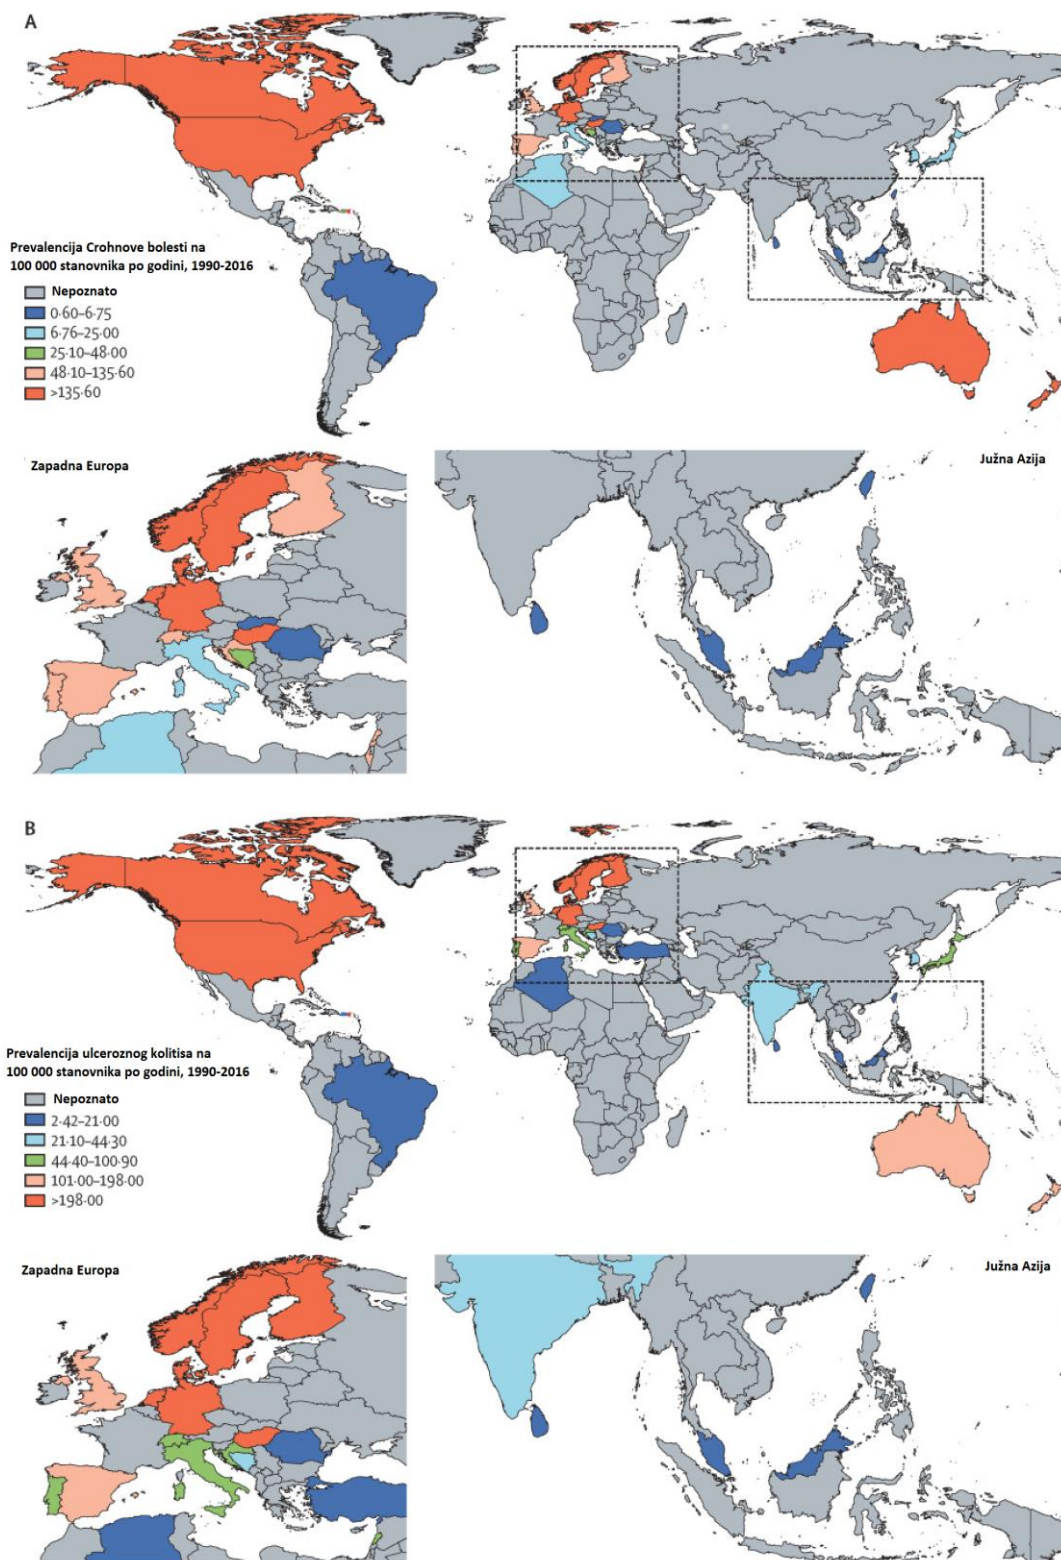 A
Prevalencija Crohnove bolesti na
100 000 stanovnika po godini, 1990-2016
Nepoznato
0·60–6·75
6·76–25·00
25·10–48·00
48·10–135·60
>135·60
Zapadna Europa
Južna Azija
B
Prevalencija ulceroznog kolitisa na
100 000 stanovnika po godini, 1990-2016
Nepoznato
2·42–21·00
21·10–44·30
44·40–100·90
101·00–198·00
>198·00
Zapadna Europa
Južna Azija